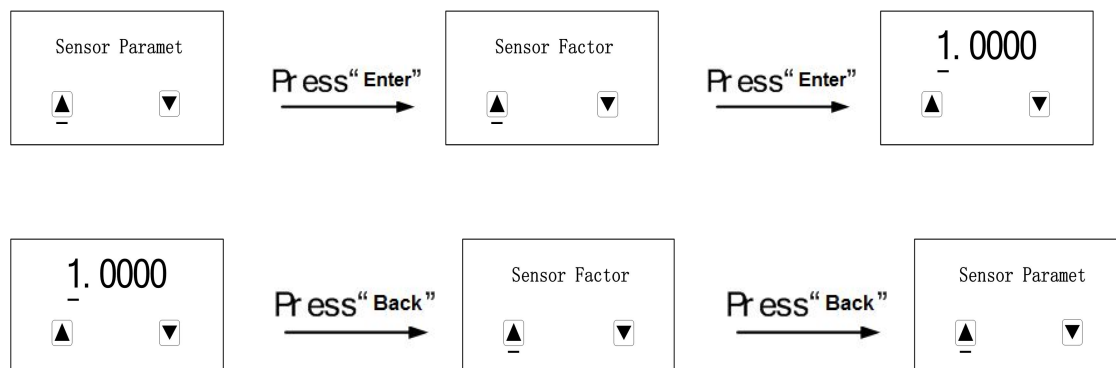 Sensor Paramet
Press“Enter”
Sensor Factor
Press“Enter”
1.0000
1.0000
Press“Back”
Sensor Factor
Press“Back”
Sensor Paramet